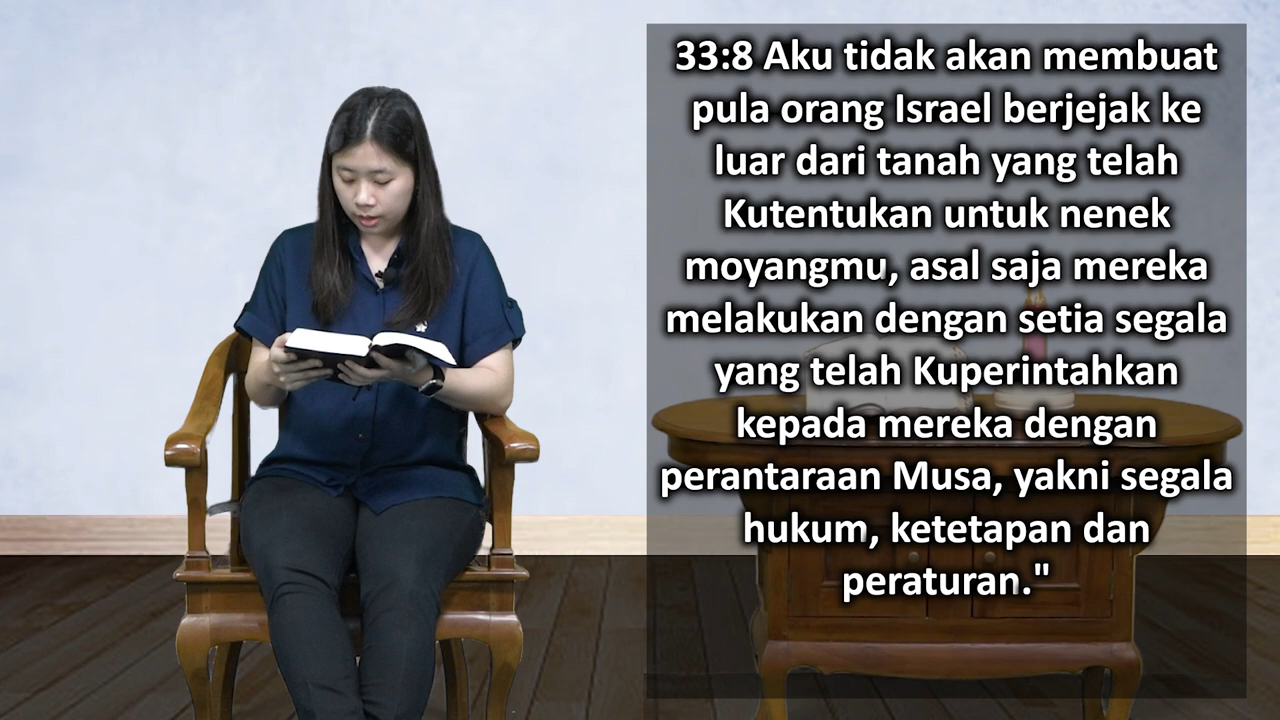 33:8 Aku tidak akan membuat
pula orang Israel berjejak ke
luar dari tanah yang telah
Kutentukan untuk nenek
moyangmu, asal saja mereka
melakukan dengan setia segala
yang telah Kuperintahkan
kepada mereka dengan
perantaraan Musa, yakni segala
hukum, ketetapan dan
peraturan."